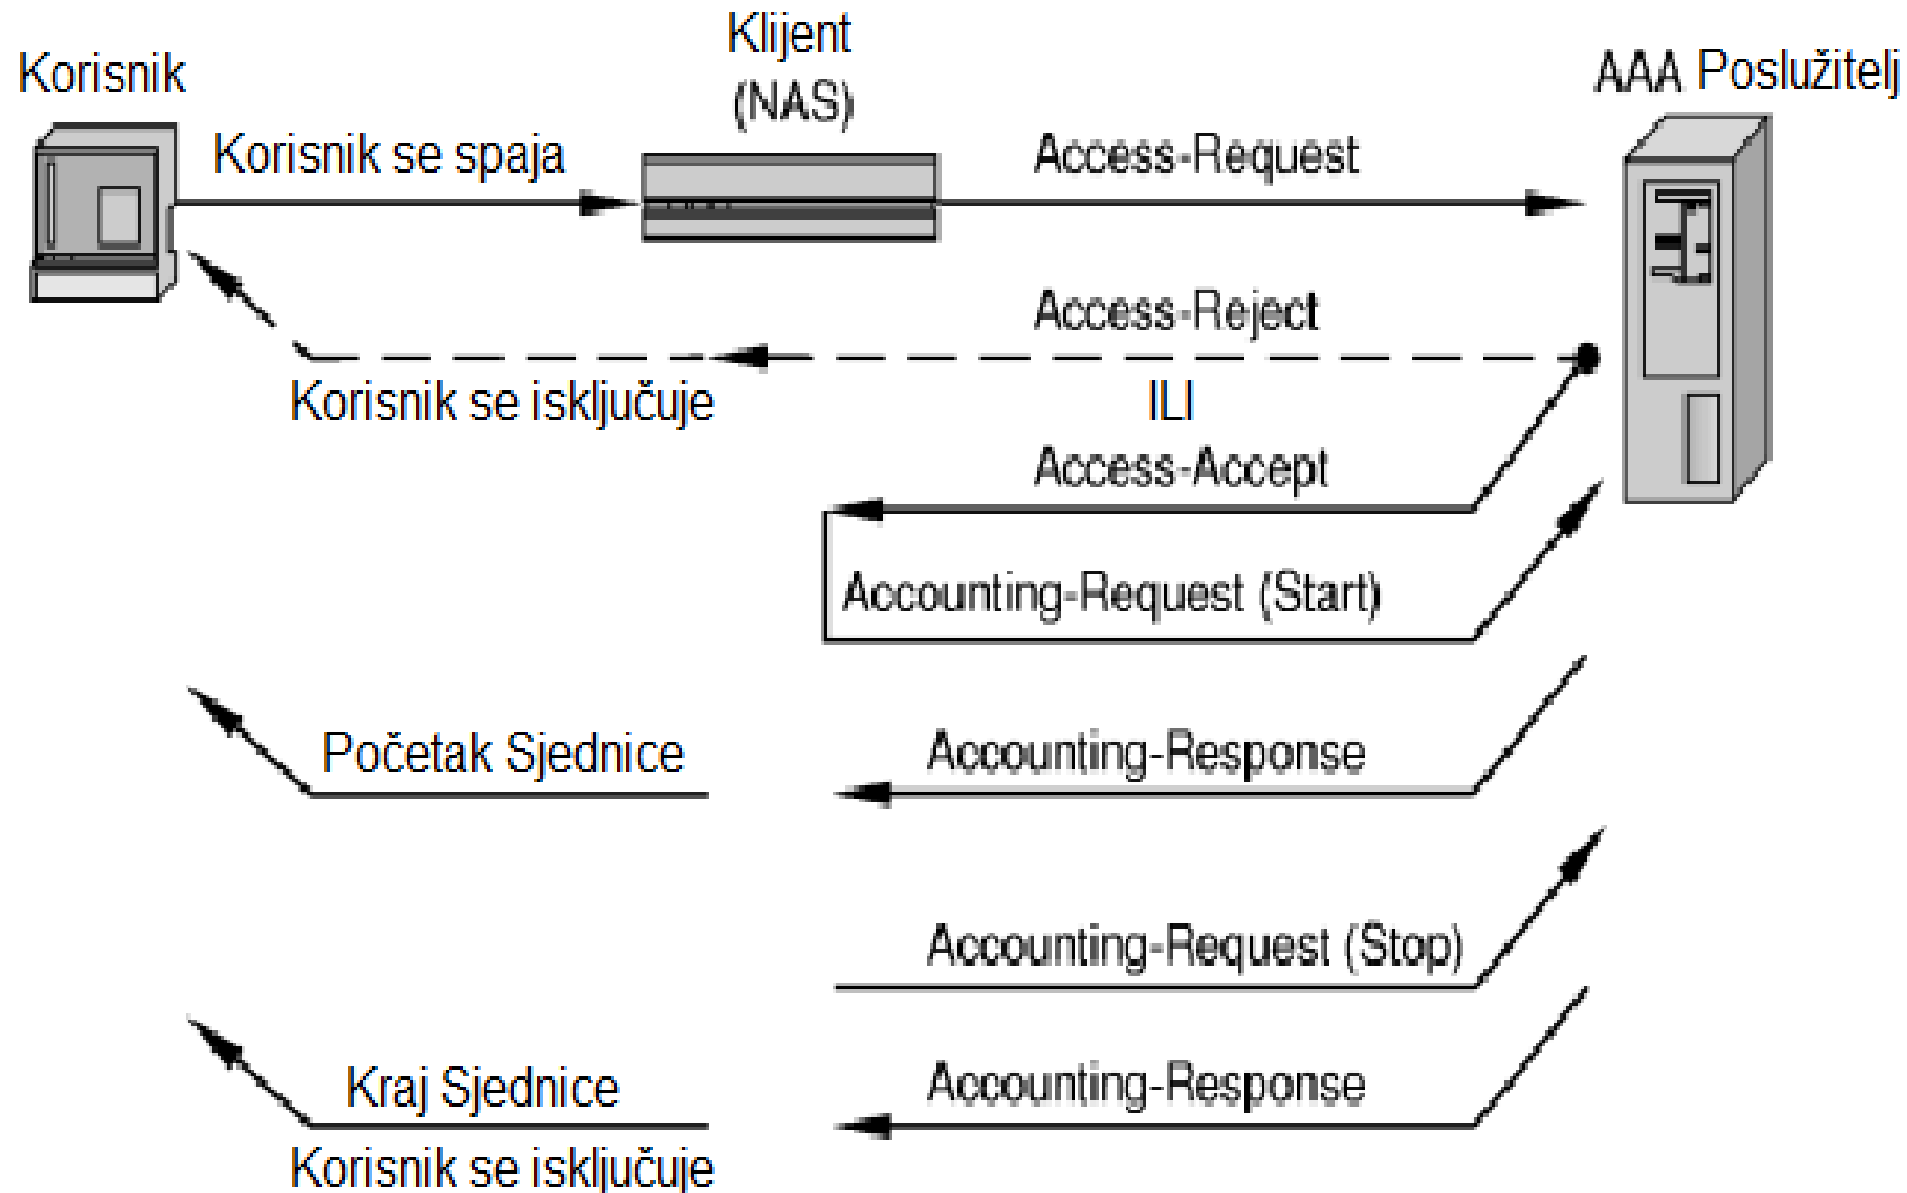 Korisnik
Klijent
(NAS)
AAA Poslužitelj
Korisnik se spaja
Access-Request
Access-Reject
Korisnik se isključuje
ILI
Access-Accept
Accounting-Request (Start)
Početak Sjednice
Accounting-Response
Accounting-Request (Stop)
Kraj Sjednice
Accounting-Response
Korisnik se isključuje